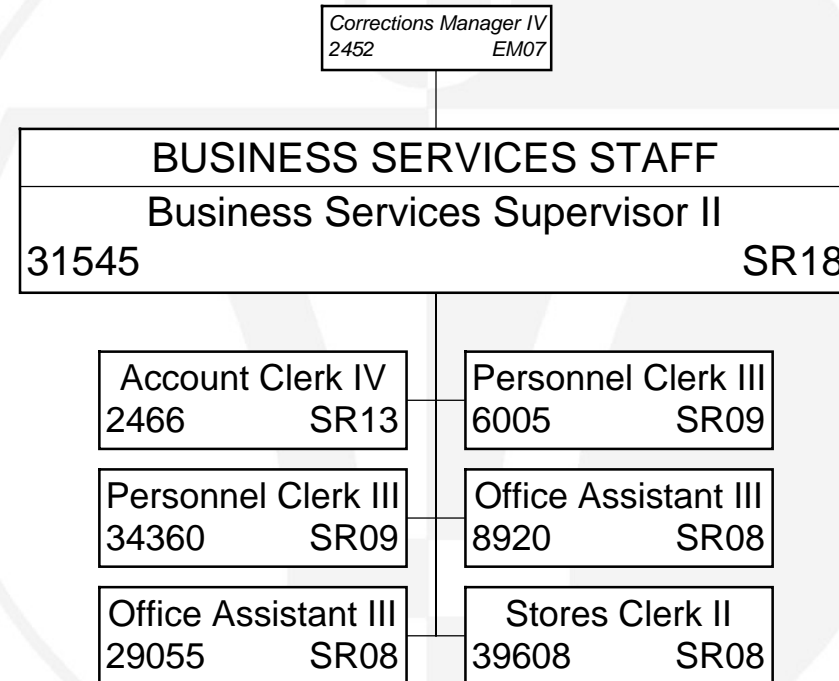 Corrections Manager IV
2452 EM07
BUSINESS SERVICES STAFF
Business Services Supervisor II
31545 SR18
Account Clerk IV
2466 SR13
Personnel Clerk III
6005 SR09
Personnel Clerk III
34360 SR09
Office Assistant III
8920 SR08
Office Assistant III
29055 SR08
Stores Clerk II
39608 SR08